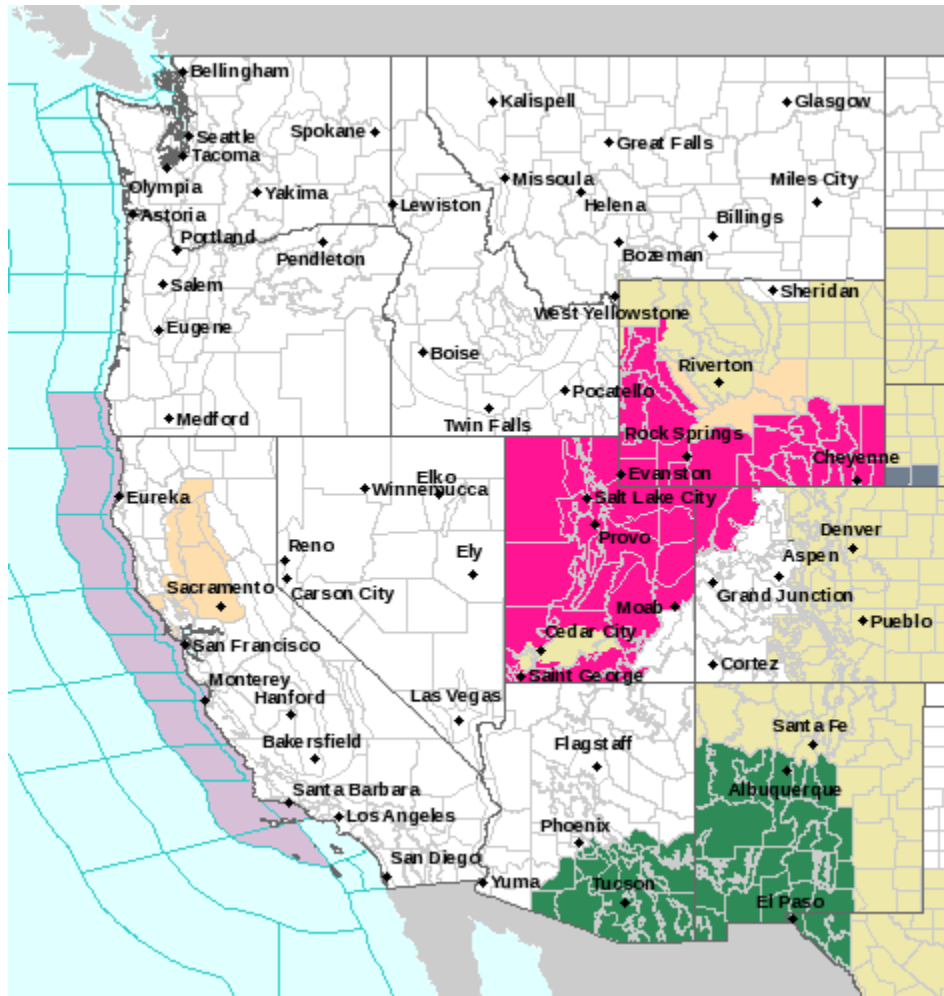 Bellingham
Kalispell
Glasgow
Seattle
Spokane
Great Falls
Tacoma
Olympia
Yakima
Missoula
Miles City
Astoria
Lewiston
Helena
Billings
Portland
Pendleton
Bozeman
Salem
Sheridan
West Yellowstone
Eugene
Boise
Riverton
Pocatello
Medford
Twin Falls
Rock Springs
Cheyenne
Elko
Evanston
Eureka
Winnemucca
Salt Lake City
Provo
Denver
Reno
Ely
Aspen
Sacramento
Carson City
Grand Junction
Moab
Pueblo
Cedar City
San Francisco
Cortez
Saint George
Monterey
Hanford
Las Vegas
Santa Fe
Bakersfield
Flagstaff
Santa Barbara
Albuquerque
Los Angeles
Phoenix
San Diego
Yuma
Tucson
El Paso